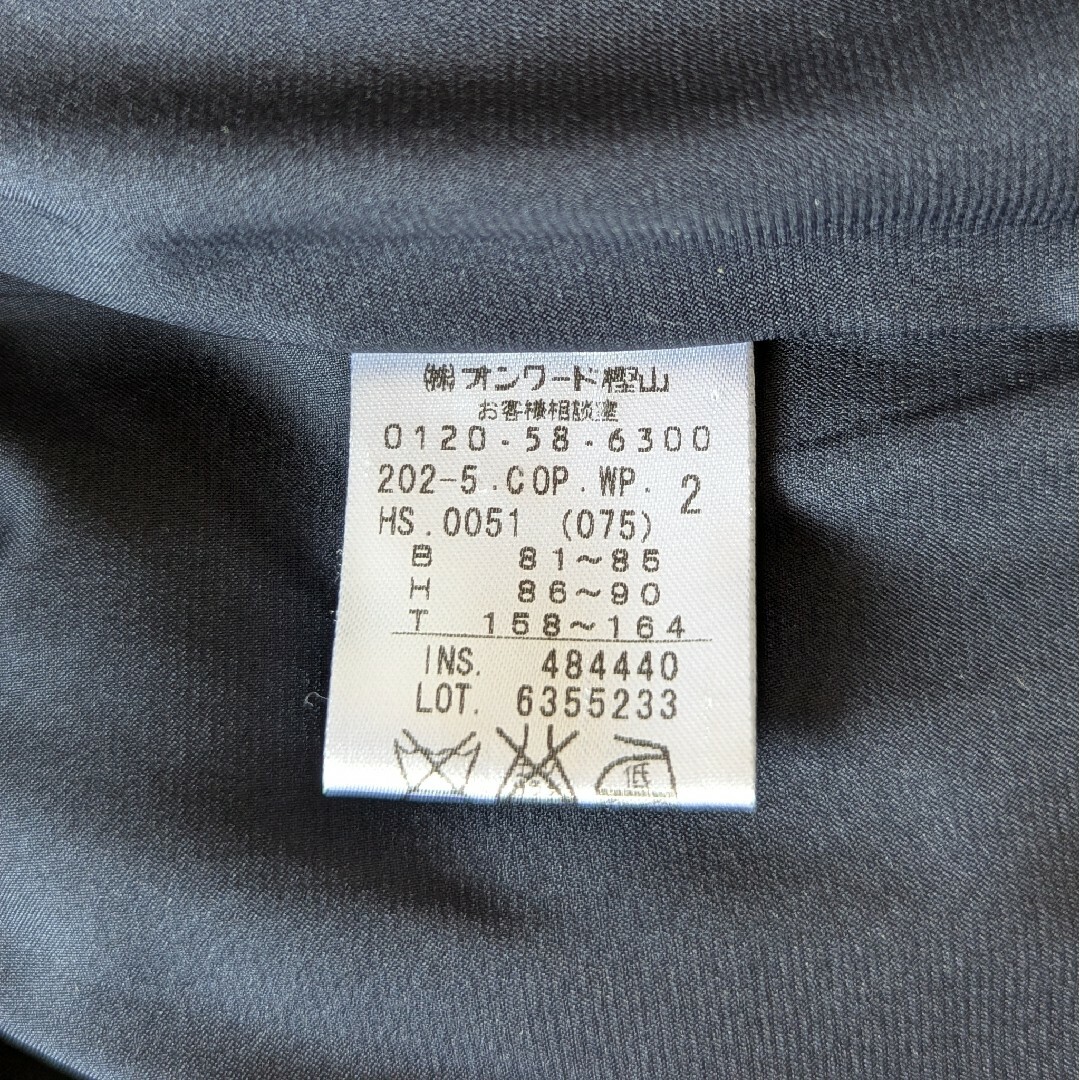 ㈱オンワード樫山
お客様相談室
0120-58-6300
202-5.COP.WP. 2
HS.0051 (075)
B 81~85
H 86~90
T 158~164
INS. 484440
LOT. 6355233
低